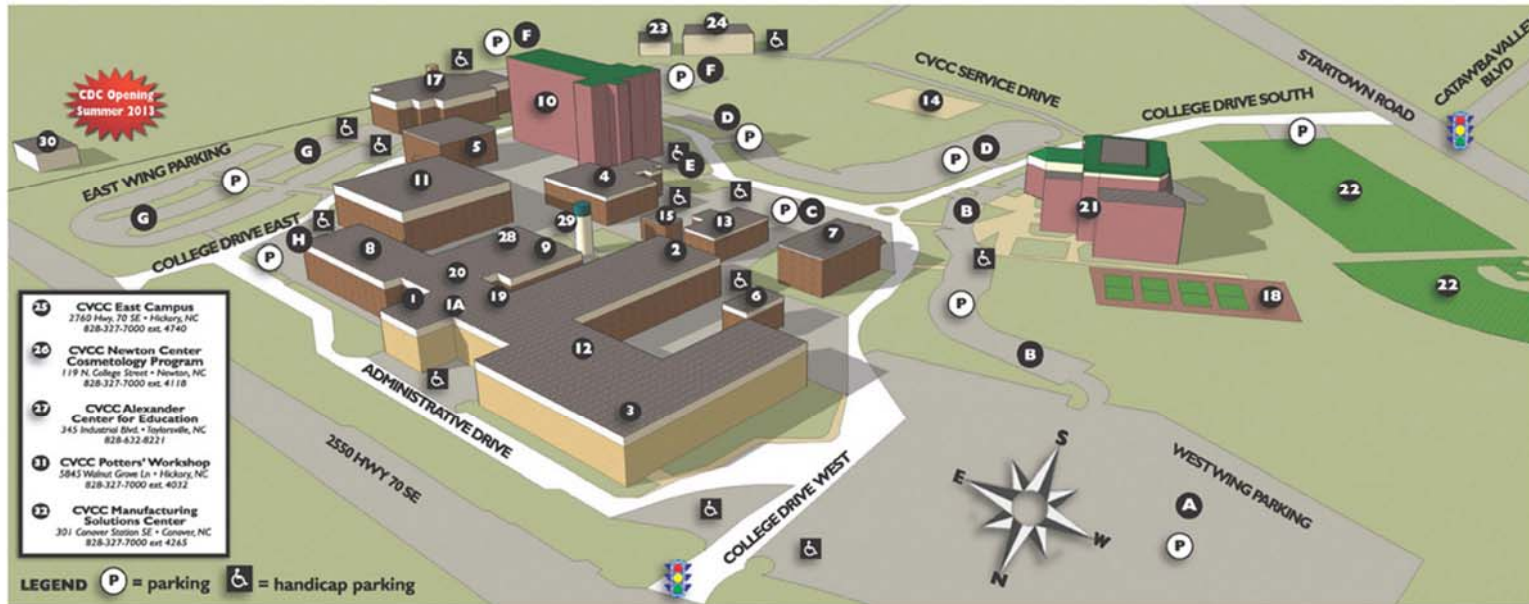 CDC Opening
Summer 2013
30
EAST WING PARKING
G
P
G
COLLEGE DRIVE EAST
P
H
17
P
F
23
24
P
F
10
5
11
4
E
D
P
14
CVCC SERVICE DRIVE
P
D
STARTOWN ROAD
CATAWBA VALLEY
BLVD
COLLEGE DRIVE SOUTH
P
22
21
B
22
18
P
B
8
28
9
29
15
13
P
C
7
2
20
1
1A
19
6
12
3
25
CVCC East Campus
2760 Hwy. 70 SE • Hickory, NC
828-327-7000 ext. 4740
26
CVCC Newton Center
Cosmetology Program
119 N. College Street • Newton, NC
828-327-7000 ext. 4118
27
CVCC Alexander
Center for Education
345 Industrial Blvd. • Taylorsville, NC
828-632-8221
31
CVCC Potters' Workshop
5845 Walnut Grove Ln • Hickory, NC
828-327-7000 ext. 4032
32
CVCC Manufacturing
Solutions Center
301 Conover Station SE • Conover, NC
828-327-7000 ext 4265
ADMINISTRATIVE DRIVE
2550 HWY 70 SE
COLLEGE DRIVE WEST
S
E
W
N
WEST WING PARKING
A
P
LEGEND P = parking = handicap parking